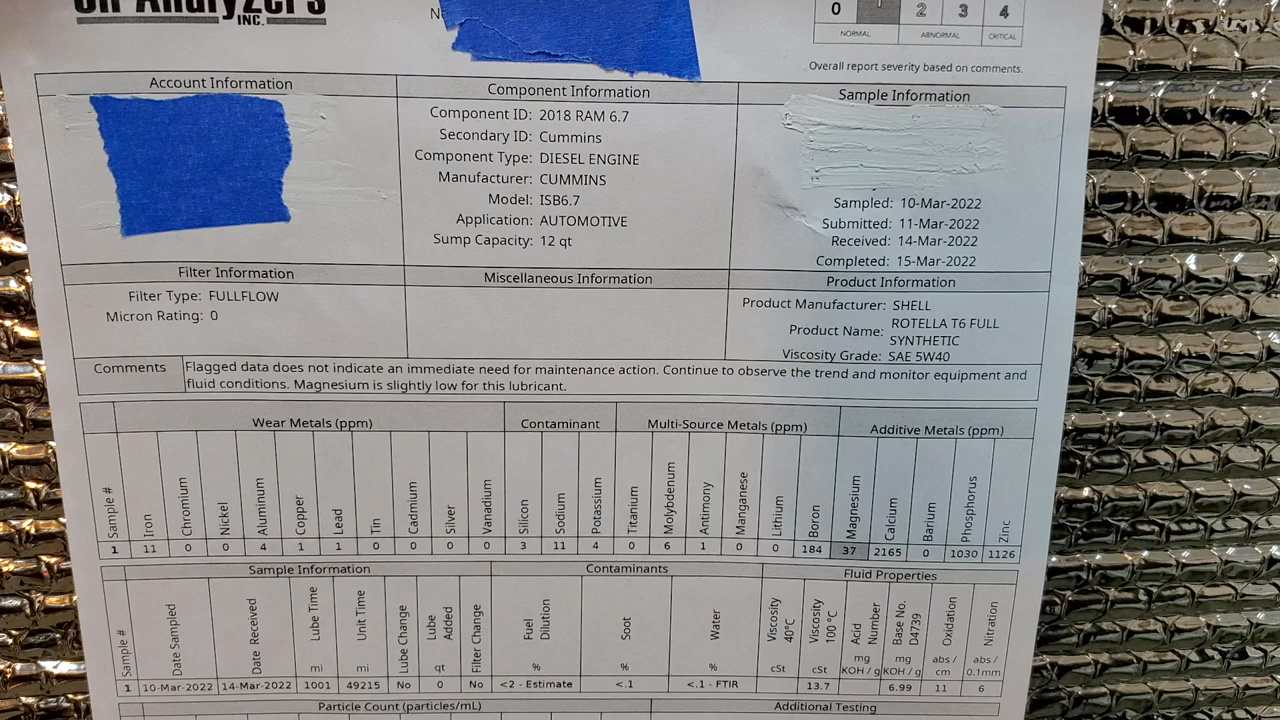 Oil Analyzers
INC.
0 1 2 3 4
NORMAL ABNORMAL CRITICAL
Overall report severity based on comments.
Account Information
Component Information
Component ID: 2018 RAM 6.7
Secondary ID: Cummins
Component Type: DIESEL ENGINE
Manufacturer: CUMMINS
Model: ISB6.7
Application: AUTOMOTIVE
Sump Capacity: 12 qt
Sample Information
Sampled: 10-Mar-2022
Submitted: 11-Mar-2022
Received: 14-Mar-2022
Completed: 15-Mar-2022
Filter Information
Filter Type: FULLFLOW
Micron Rating: 0
Miscellaneous Information
Product Information
Product Manufacturer: SHELL
Product Name: ROTELLA T6 FULL
SYNTHETIC
Viscosity Grade: SAE 5W40
Comments
Flagged data does not indicate an immediate need for maintenance action. Continue to observe the trend and monitor equipment and
fluid conditions. Magnesium is slightly low for this lubricant.
Wear Metals (ppm) Contaminant Multi-Source Metals (ppm) Additive Metals (ppm)
Sample # Iron Chromium Nickel Aluminum Copper Lead Tin Cadmium Silver Vanadium Silicon Sodium Potassium Titanium Molybdenum Antimony Manganese Lithium Boron Magnesium Calcium Barium Phosphorus Zinc
1 11 0 0 4 1 1 0 0 0 0 3 11 4 0 6 1 0 0 184 37 2165 0 1030 1126
Sample Information Contaminants Fluid Properties
Sample # Date Sampled Date Received Lube Time Unit Time Lube Change Lube Added Filter Change Fuel Dilution Soot Water Viscosity 40°C Viscosity 100 °C Acid Number Base No. D4739 Oxidation Nitration
mi mi qt % % % cSt cSt mg KOH / g mg KOH / g abs / cm abs / 0.1mm
1 10-Mar-2022 14-Mar-2022 1001 49215 No 0 No <2 - Estimate <.1 <.1 - FTIR 13.7 6.99 11 6
Particle Count (particles/mL) Additional Testing